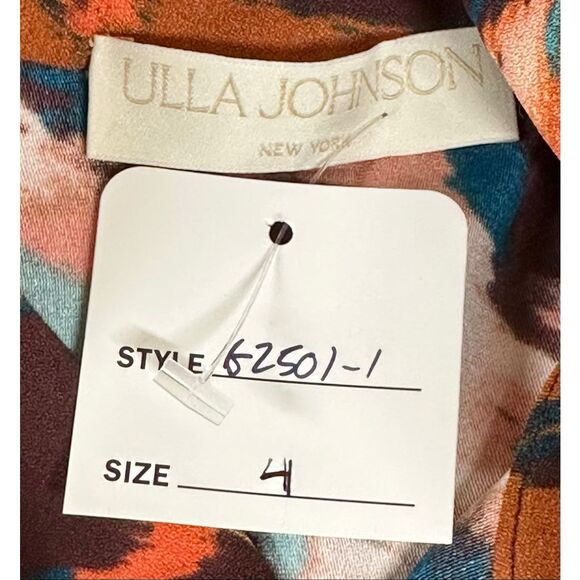 ULLA JOHNSON
NEW YORK
STYLE 62501-1
SIZE 4